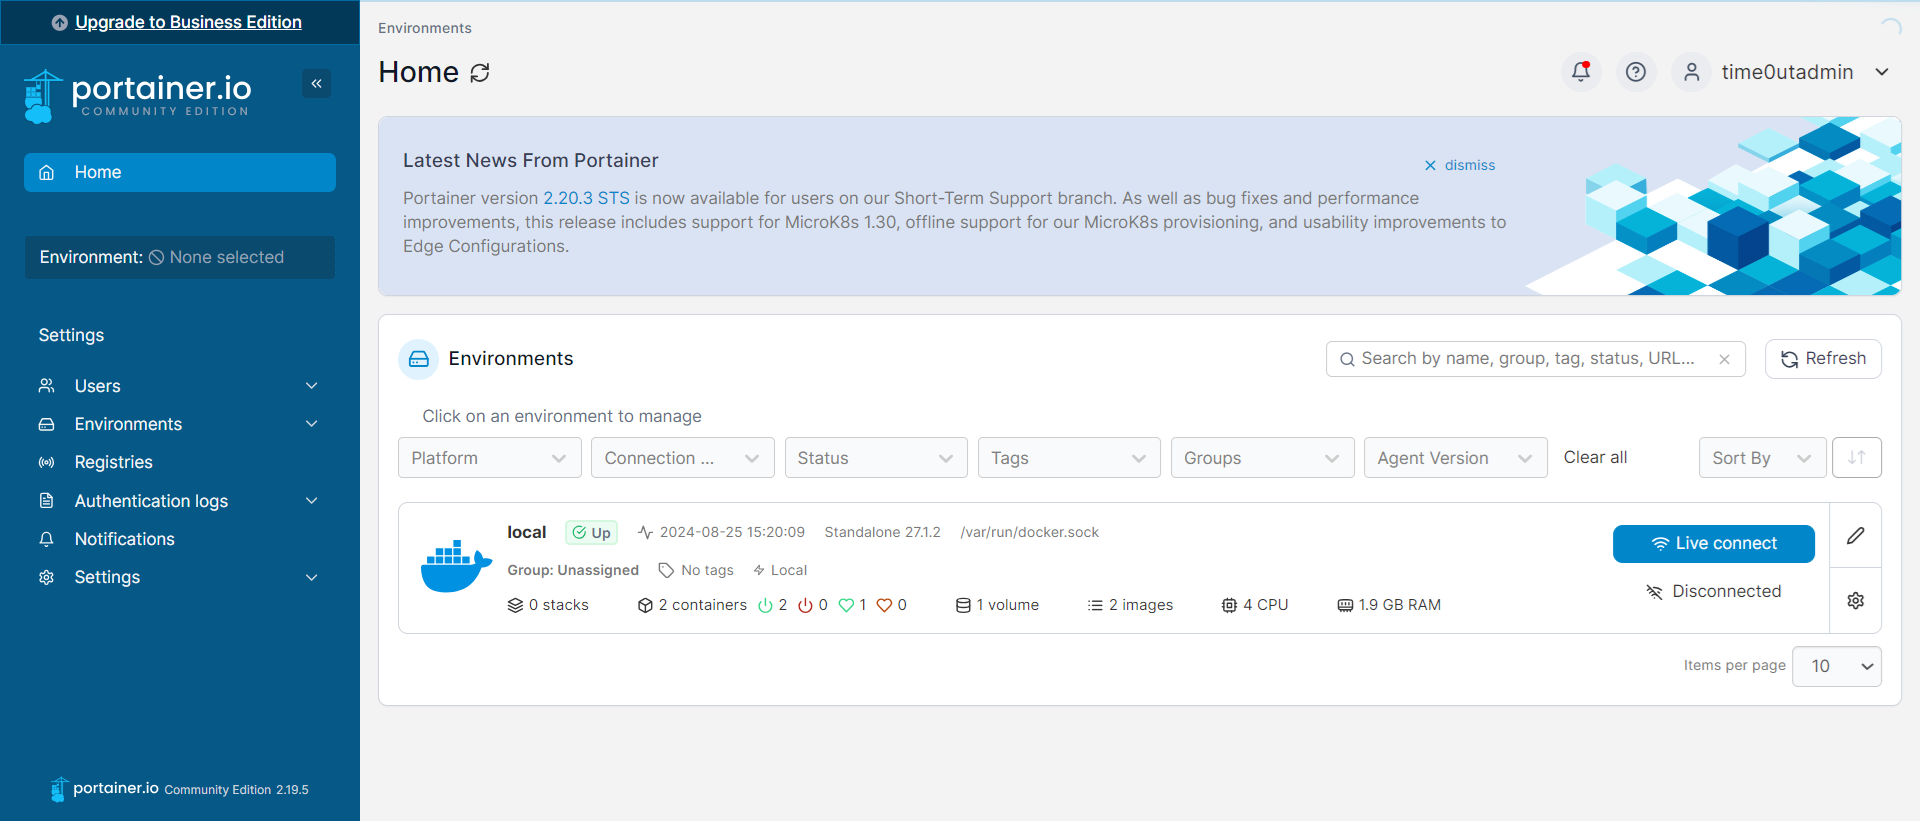 Upgrade to Business Edition
portainer.io
COMMUNITY EDITION
Home
Environment: None selected
Settings
Users
Environments
Registries
Authentication logs
Notifications
Settings
portainer.io Community Edition 2.19.5
Environments
Home
time0utadmin
Latest News From Portainer
dismiss
Portainer version 2.20.3 STS is now available for users on our Short-Term Support branch. As well as bug fixes and performance
improvements, this release includes support for MicroK8s 1.30, offline support for our MicroK8s provisioning, and usability improvements to
Edge Configurations.
Environments
Search by name, group, tag, status, URL...
Refresh
Click on an environment to manage
Platform Connection ... Status Tags Groups Agent Version Clear all Sort By
local Up 2024-08-25 15:20:09 Standalone 27.1.2 /var/run/docker.sock
Live connect
Group: Unassigned No tags Local
Disconnected
0 stacks 2 containers 2 0 1 0 1 volume 2 images 4 CPU 1.9 GB RAM
Items per page 10